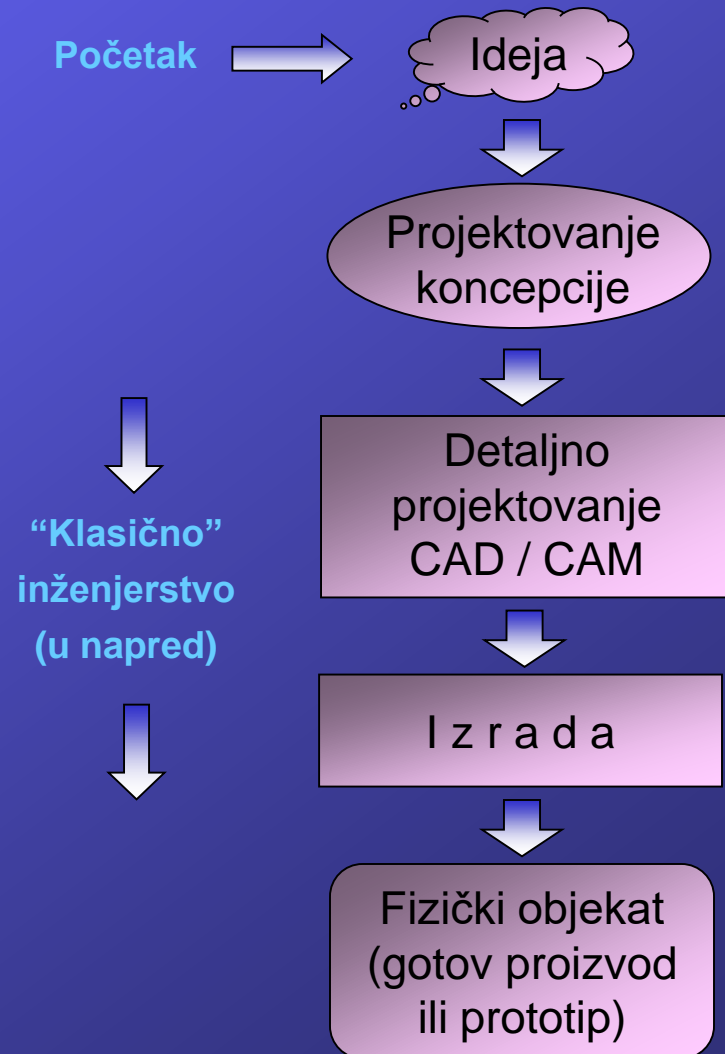 Početak
Ideja
Projektovanje
koncepcije
Detaljno
projektovanje
CAD / CAM
“Klasično”
inženjerstvo
(u napred)
I z r a d a
Fizički objekat
(gotov proizvod
ili prototip)